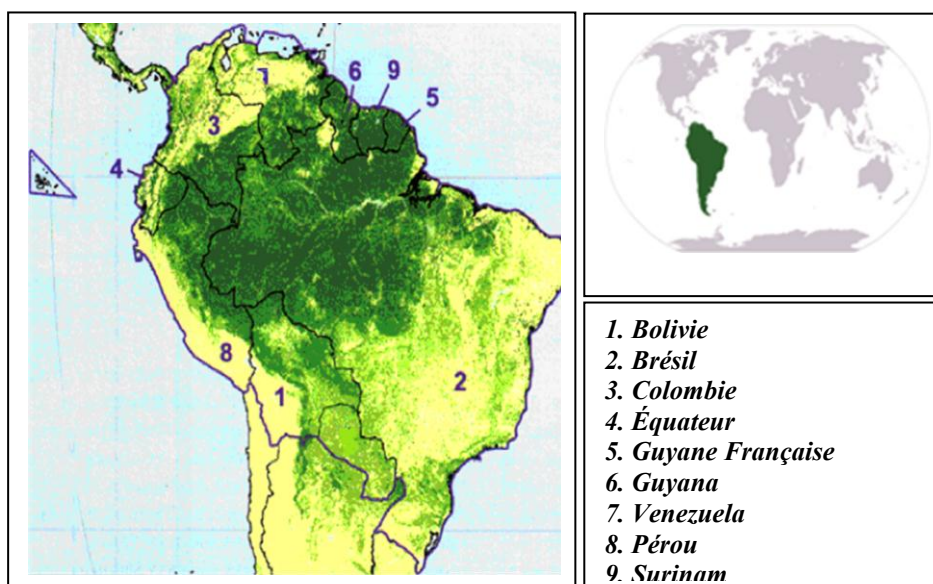 7
6
9
5
3
4
8
1
2
1. Bolivie
2. Brésil
3. Colombie
4. Équateur
5. Guyane Française
6. Guyana
7. Venezuela
8. Pérou
9. Surinam